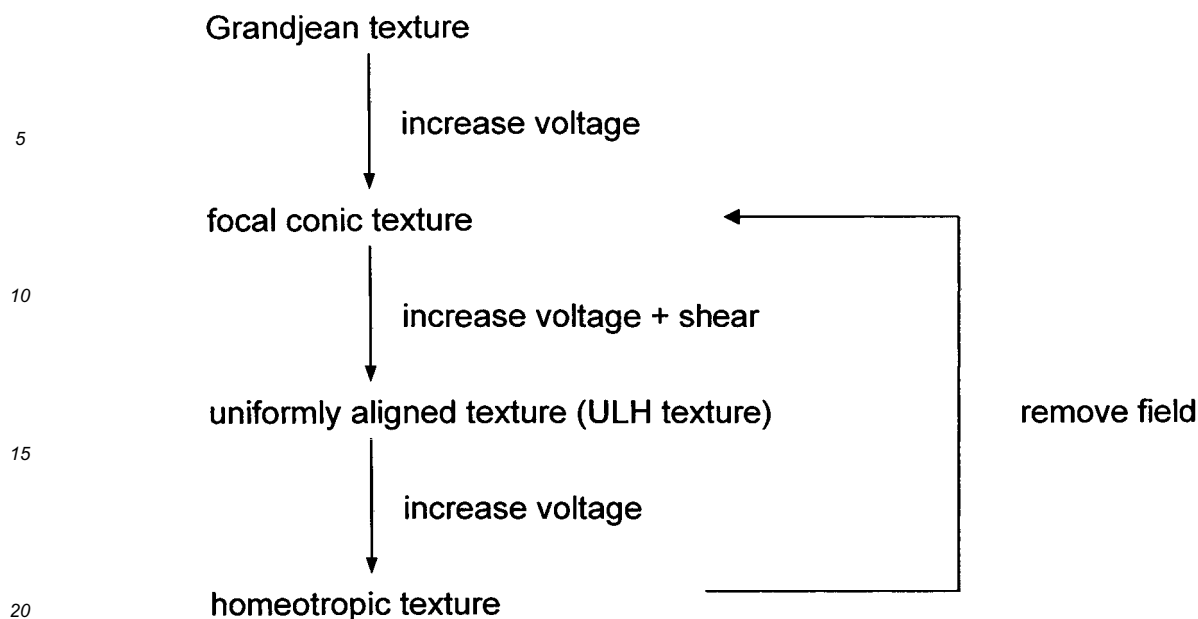 Grandjean texture
increase voltage
5
focal conic texture
10
increase voltage + shear
uniformly aligned texture (ULH texture)
remove field
15
increase voltage
20
homeotropic texture